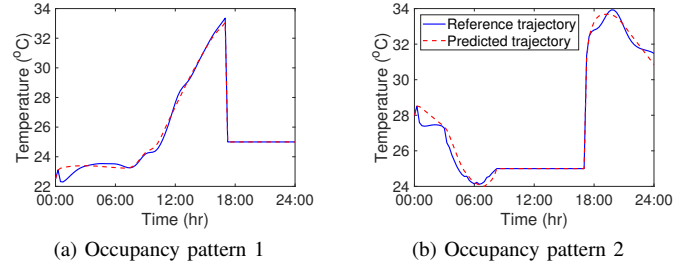 34
32
30
28
26
24
22
Temperature (°C)
00:00 06:00 12:00 18:00 24:00
Time (hr)
(a) Occupancy pattern 1
Reference trajectory
Predicted trajectory
34
32
30
28
26
24
Temperature (°C)
00:00 06:00 12:00 18:00 24:00
Time (hr)
(b) Occupancy pattern 2